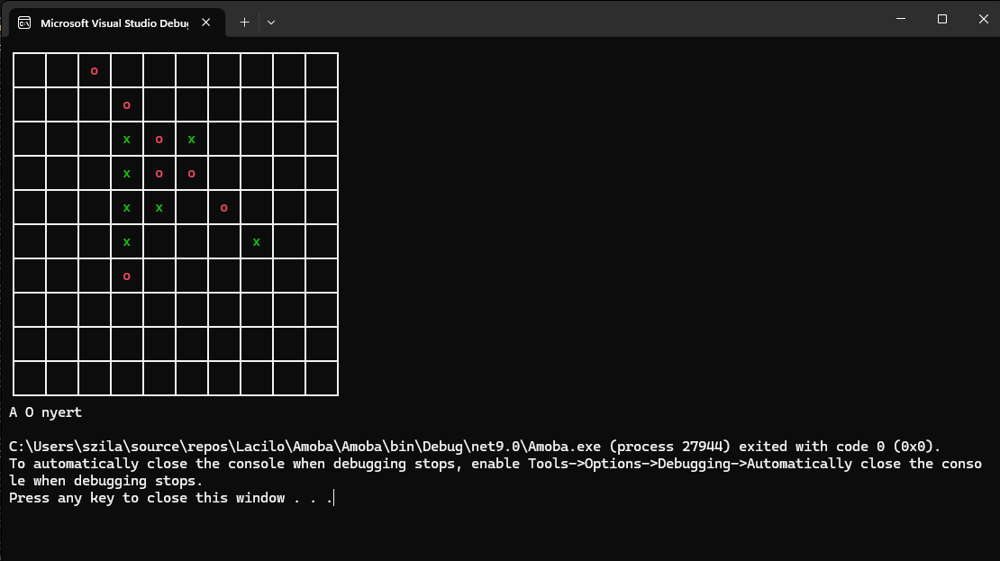 Microsoft Visual Studio Debug
o
o
x o x
x o o
x x o
x x
o
A O nyert
C:\Users\szila\source\repos\Lacilo\Amoba\Amoba\bin\Debug\net9.0\Amoba.exe (process 27944) exited with code 0 (0x0).
To automatically close the console when debugging stops, enable Tools->Options->Debugging->Automatically close the conso
le when debugging stops.
Press any key to close this window . . .